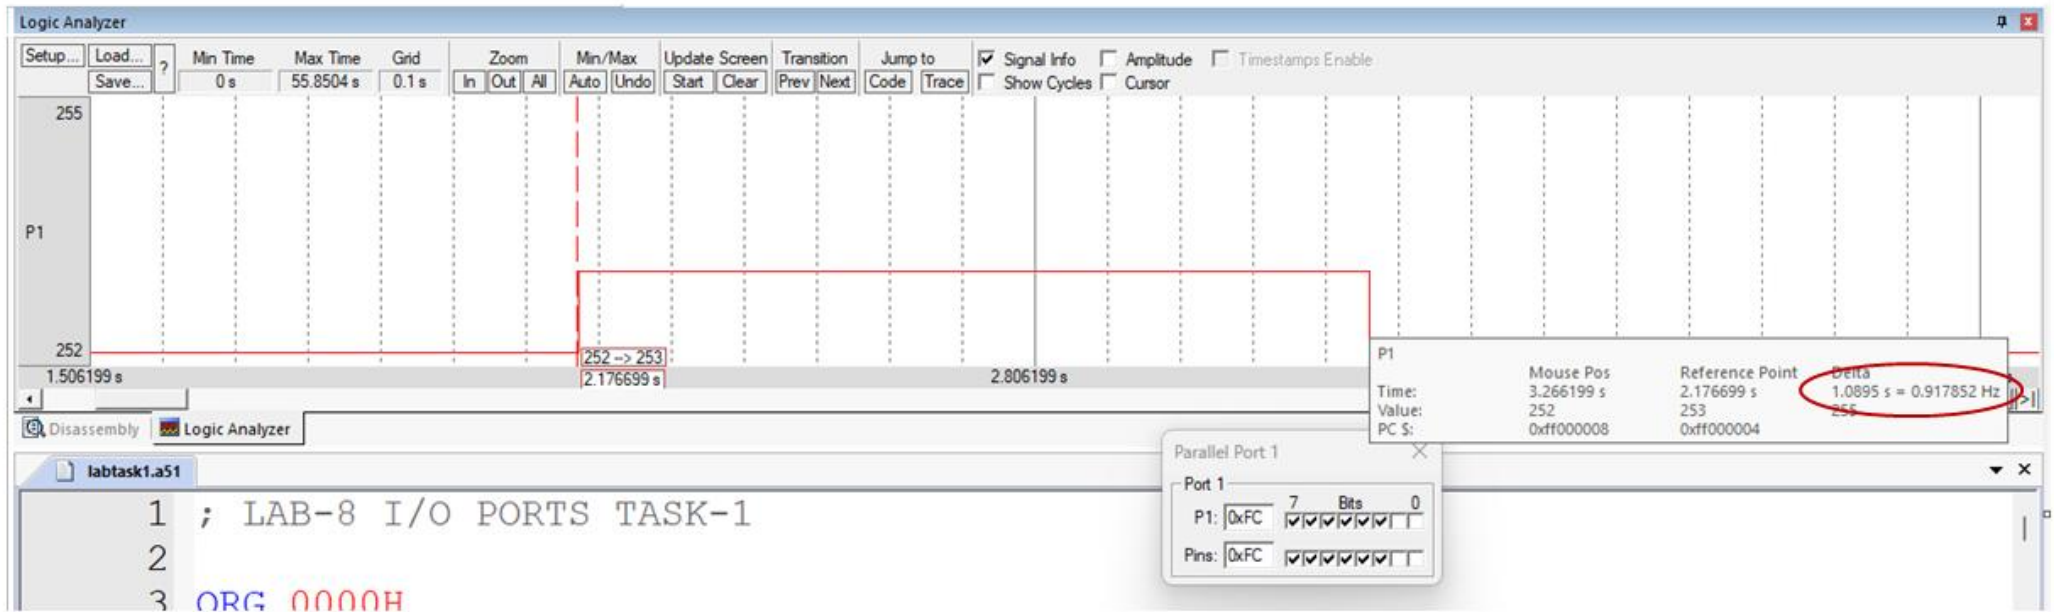 Logic Analyzer
Setup... Load... ? Min Time Max Time Grid Zoom Min/Max Update Screen Transition Jump to Signal Info Amplitude Timestamps Enable
Save... 0 s 55.8504 s 0.1 s In Out All Auto Undo Start Clear Prev Next Code Trace Show Cycles Cursor
255
P1
252
252 --> 253
1.506199 s 2.176699 s 2.806199 s
P1
Mouse Pos Reference Point Delta
Time: 3.266199 s 2.176699 s 1.0895 s = 0.917852 Hz
Value: 252 253 255
PC $: 0xff000008 0xff000004
Disassembly Logic Analyzer
Parallel Port 1
Port 1
7 Bits 0
P1: 0xFC
Pins: 0xFC
labtask1.a51
1 ; LAB-8 I/O PORTS TASK-1
2
3 ORG 0000H